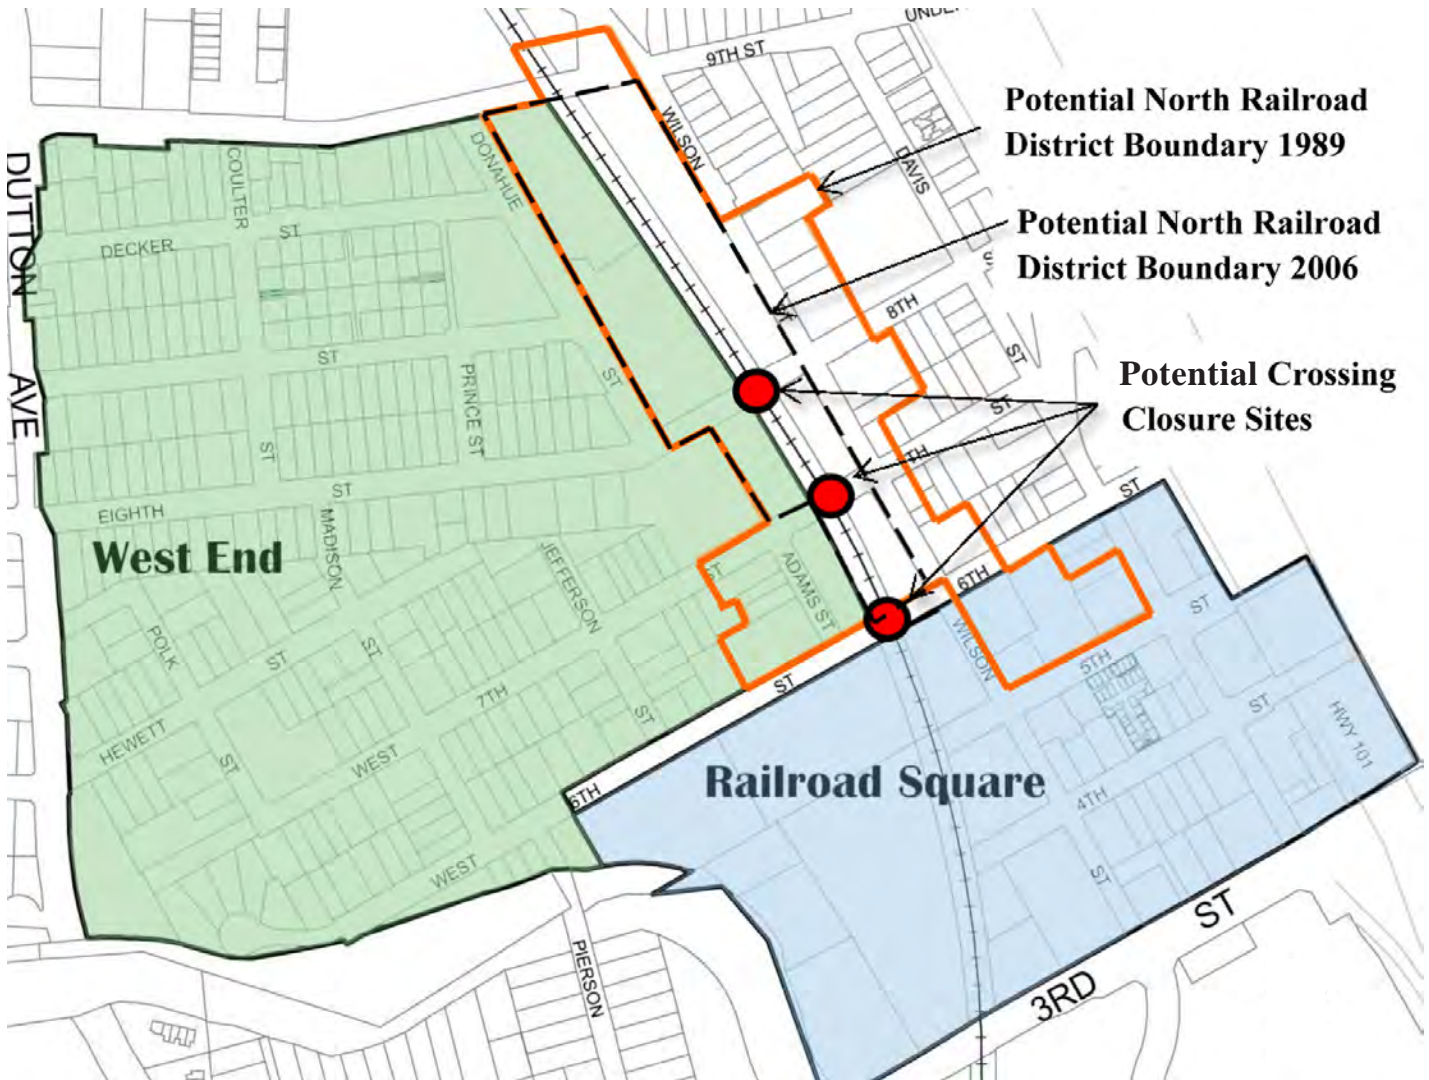 UNDER
9TH ST
Potential North Railroad
District Boundary 1989
WILSON
DONAHUE
DAVIS
COULTER
DUTTON AVE
ST
DECKER
Potential North Railroad
District Boundary 2006
8TH
ST
ST
ST
PRINCE ST
Potential Crossing
Closure Sites
ST
ST
TH
ST
ST
EIGHTH
MADISON
West End
JEFFERSON
ADAMS ST
6TH
ST
POLK
ST
ST
WILSON
5TH
ST
7TH
ST
ST
HEWETT
ST
WEST
HWY 101
Railroad Square
6TH
4TH
WEST
ST
ST
3RD
PIERSON